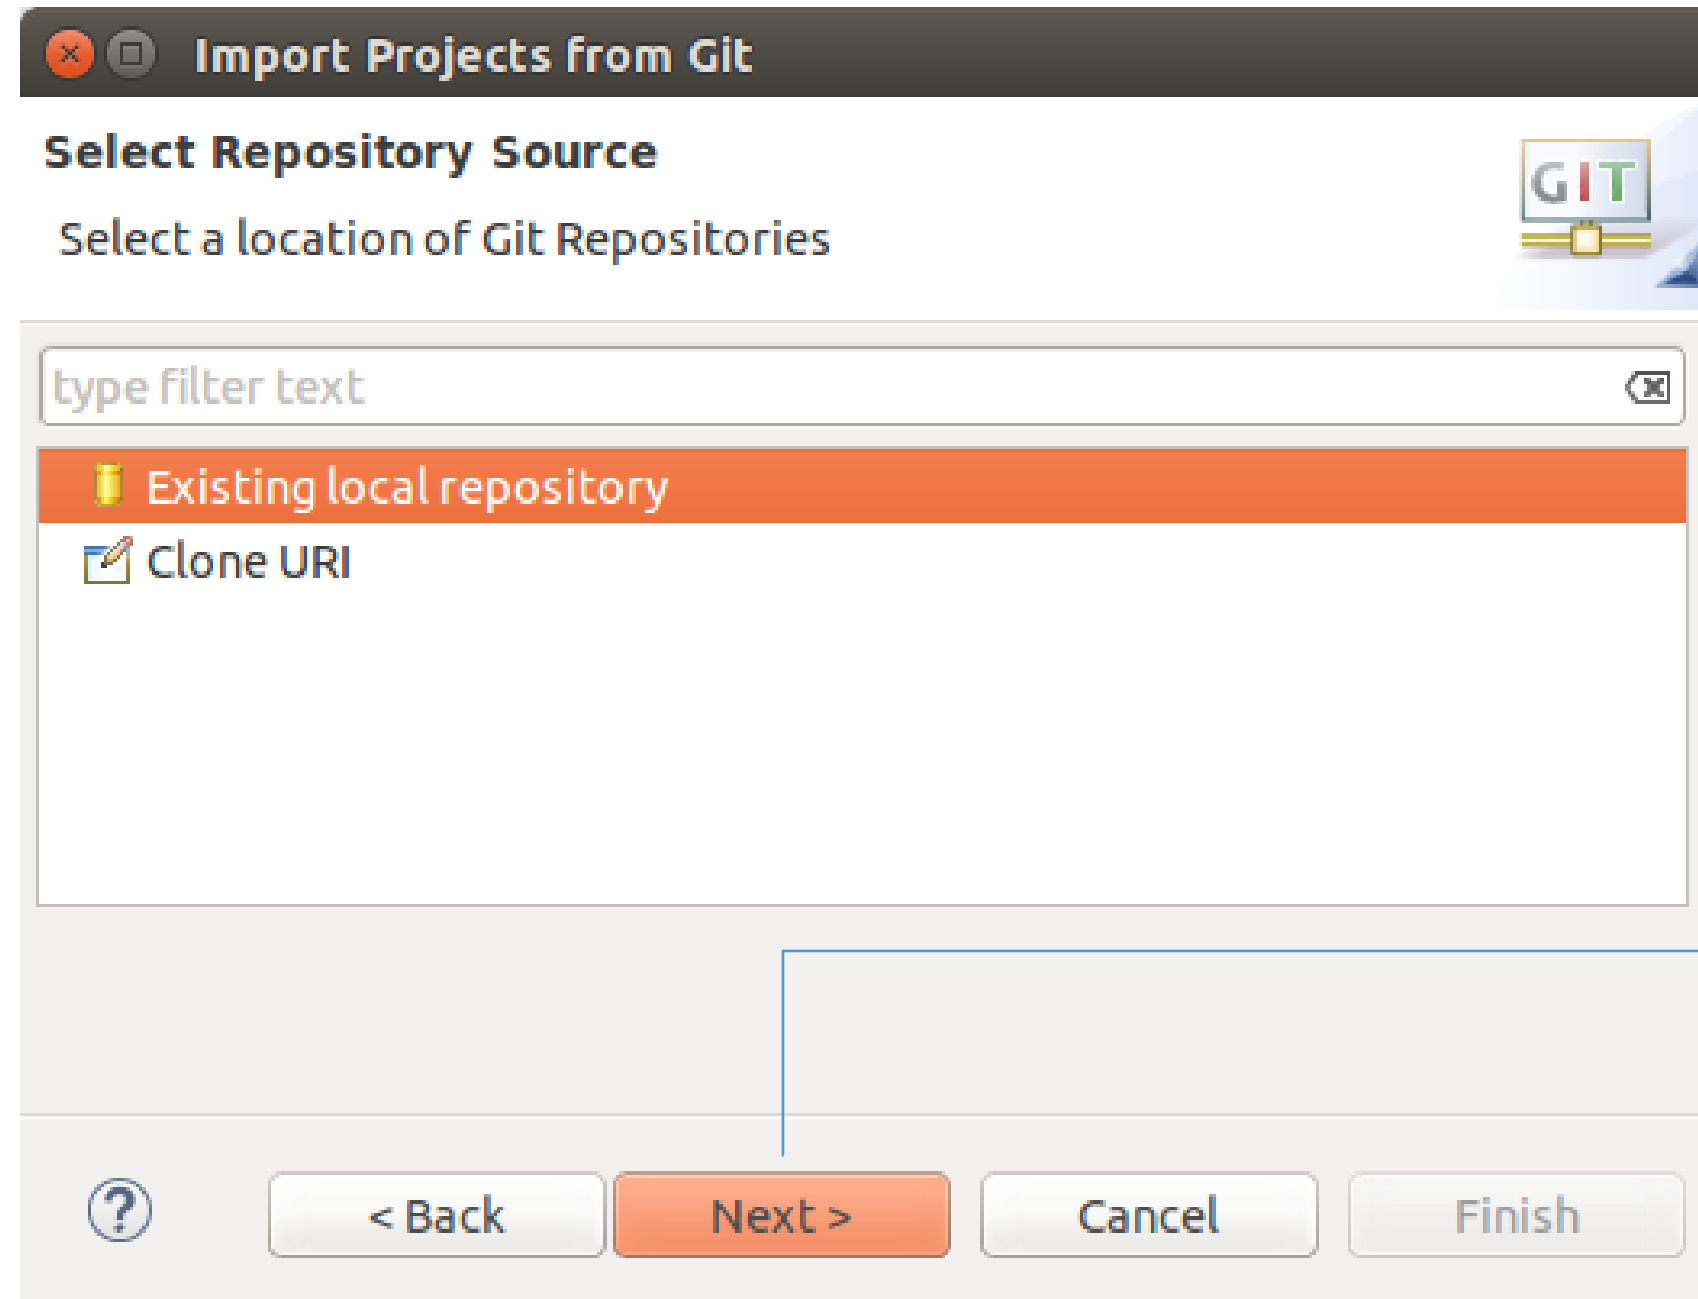 Import Projects from Git
Select Repository Source
Select a location of Git Repositories
GIT
type filter text
Existing local repository
Clone URI
?
< Back
Next >
Cancel
Finish